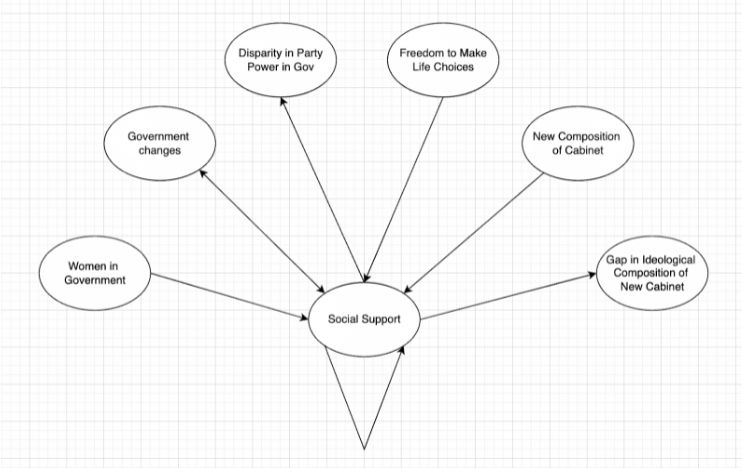 Disparity in Party
Power in Gov
Freedom to Make
Life Choices
Government
changes
New Composition
of Cabinet
Women in
Government
Gap in Ideological
Composition of
New Cabinet
Social Support